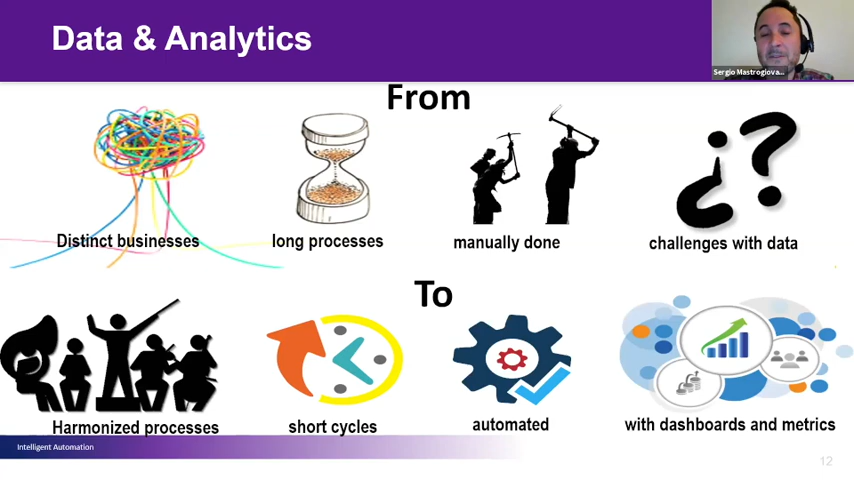 Data & Analytics
Sergio Mastrogiova...
From
Distinct businesses
long processes
manually done
challenges with data
To
Harmonized processes
short cycles
automated
with dashboards and metrics
Intelligent Automation
12